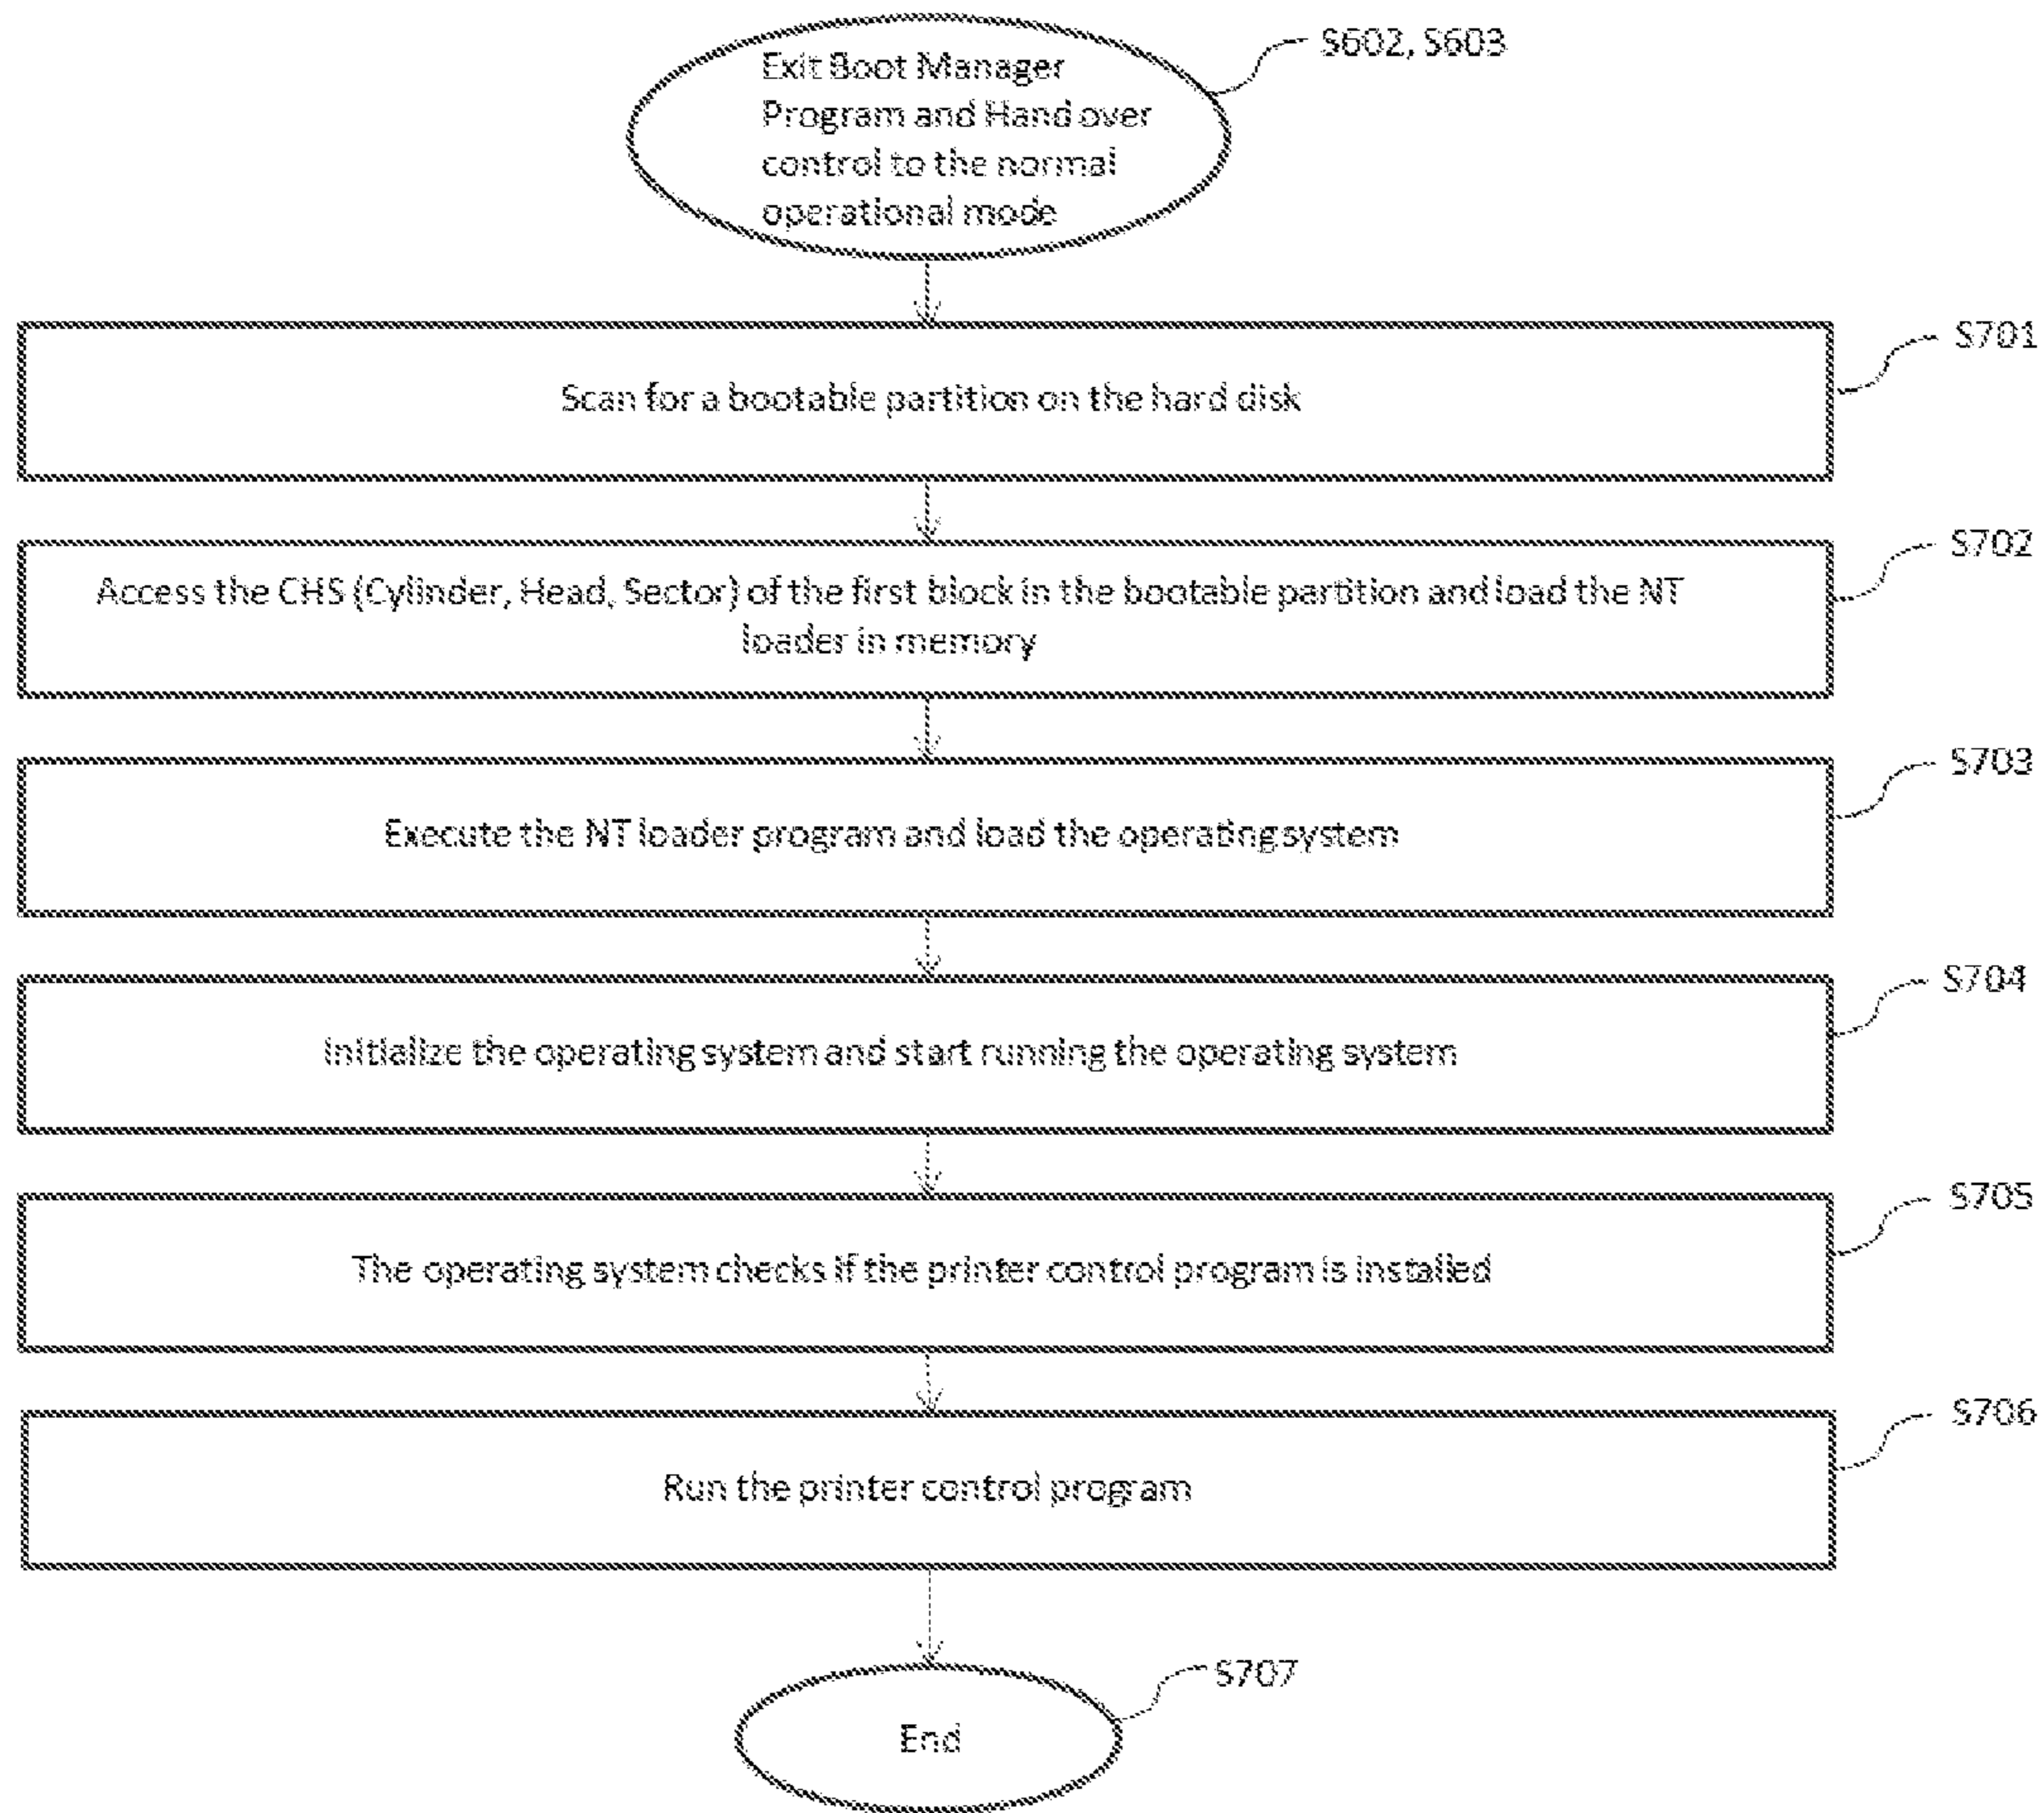 Exit Boot Manager
Program and Hand over
control to the normal
operational mode
S602, S603
Scan for a bootable partition on the hard disk
S701
Access the CHS (Cylinder, Head, Sector) of the first block in the bootable partition and load the NT
loader in memory
S702
Execute the NT loader program and load the operating system
S703
Initialize the operating system and start running the operating system
S704
The operating system checks if the printer control program is installed
S705
Run the printer control program
S706
End
S707